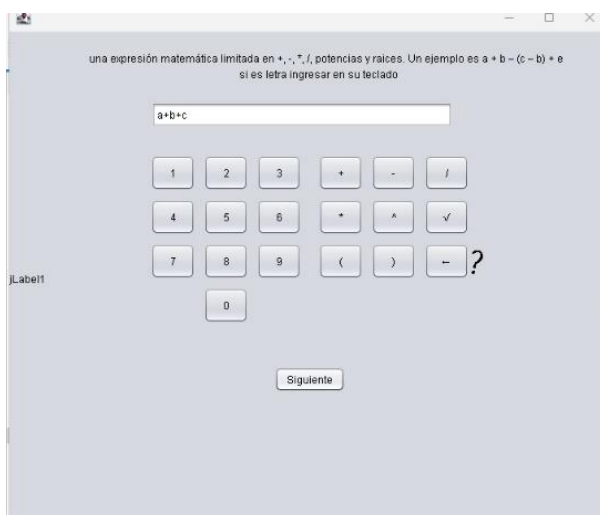 una expresión matemática limitada en +, -, *, /, potencias y raices. Un ejemplo es a + b – (c – b) + e
si es letra ingresar en su teclado
a+b+c
1 2 3 + - /
4 5 6 * ^ √
7 8 9 ( ) ← ?
jLabel1
0
Siguiente